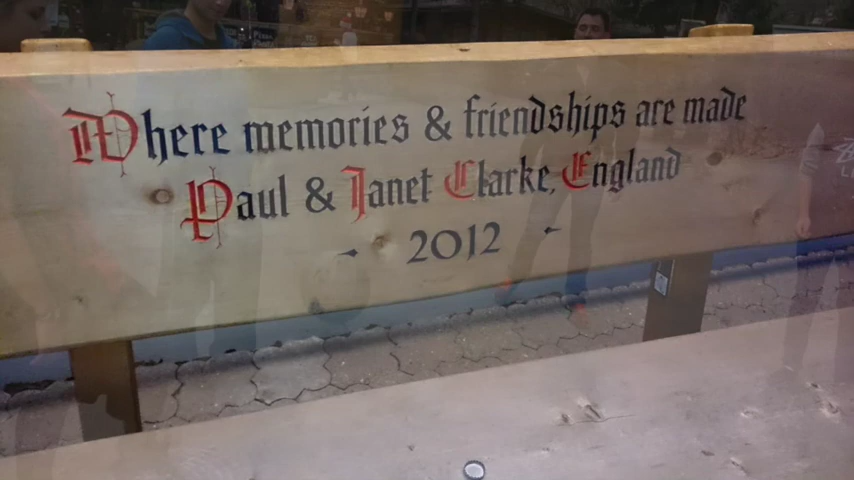 Where memories & friendships are made
Paul & Janet Clarke, England
- 2012 -